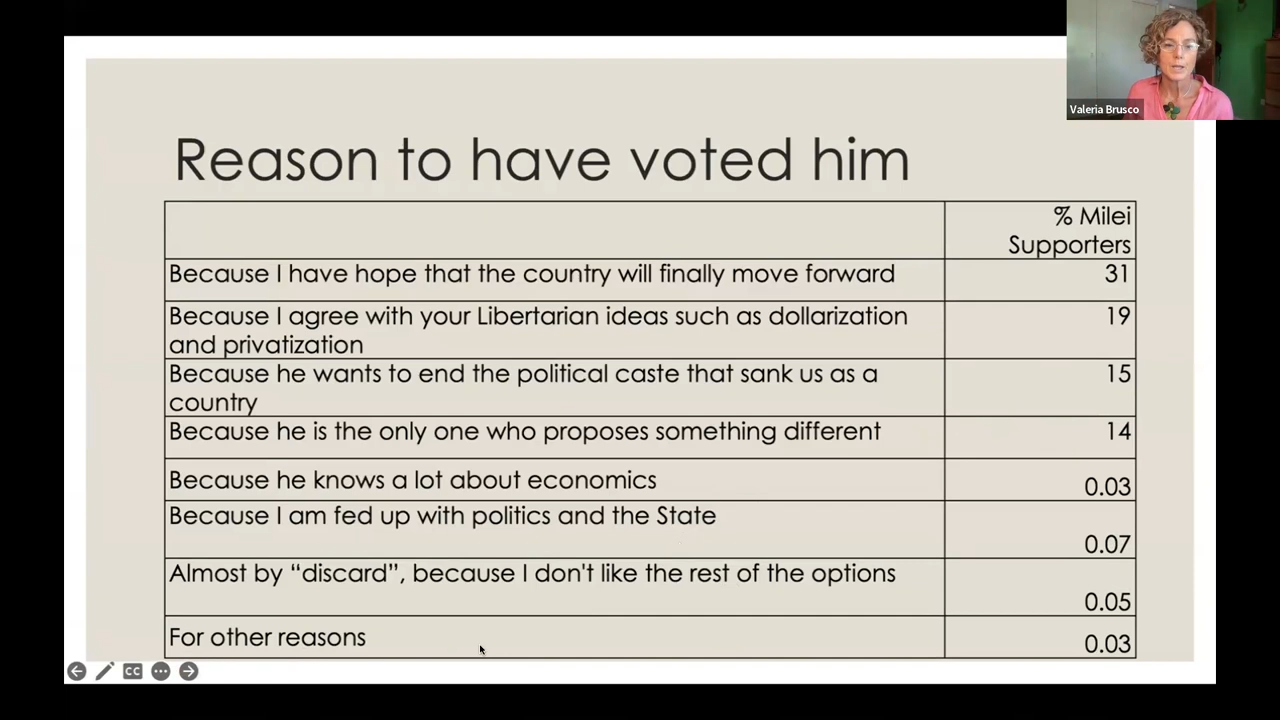 Valeria Brusco
Reason to have voted him
% Milei
Supporters
Because I have hope that the country will finally move forward 31
Because I agree with your Libertarian ideas such as dollarization 19
and privatization
Because he wants to end the political caste that sank us as a 15
country
Because he is the only one who proposes something different 14
Because he knows a lot about economics 0.03
Because I am fed up with politics and the State
0.07
Almost by “discard”, because I don't like the rest of the options
0.05
For other reasons 0.03
CC